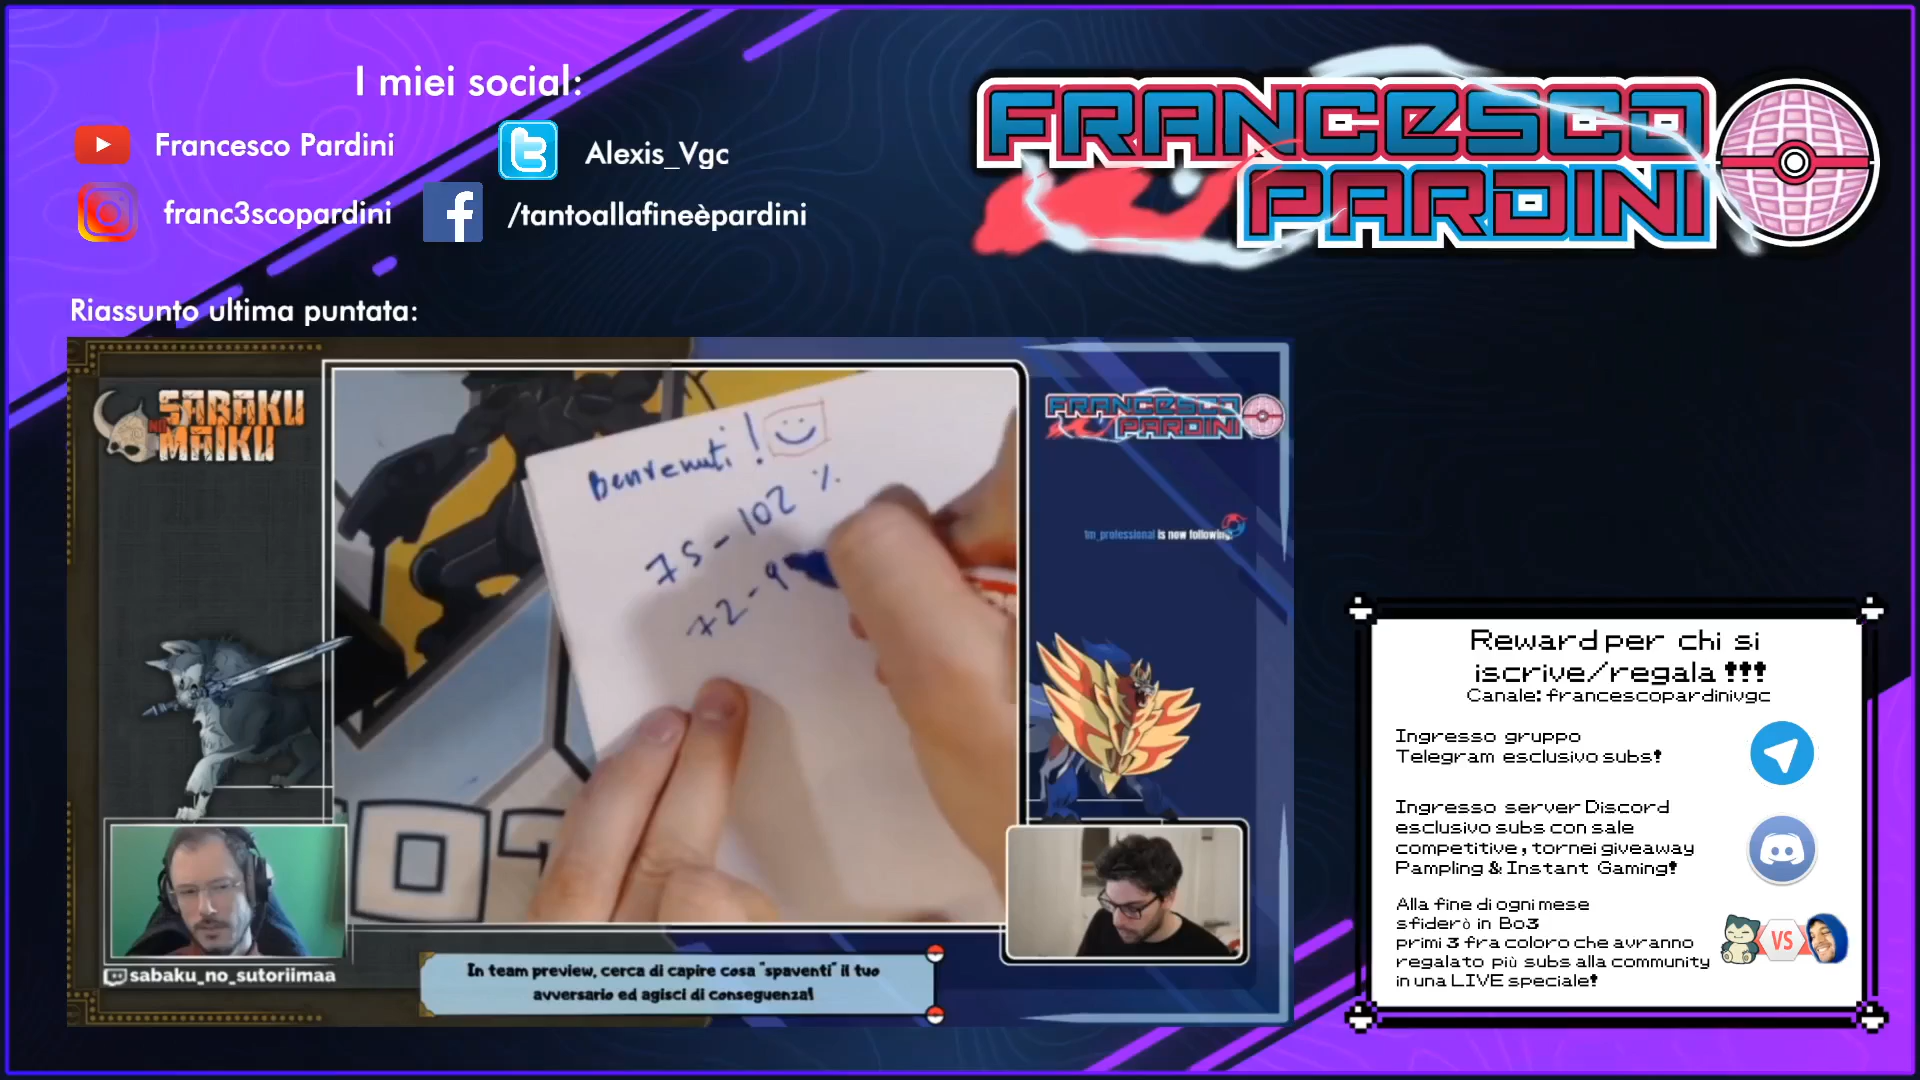 I miei social:
Francesco Pardini
Alexis_Vgc
franc3scopardini
/tantoallafineèpardini
FRANCESCO
PARDINI
Riassunto ultima puntata:
SABAKU
NO
MAIKU
FRANCESCO
PARDINI
Benvenuti !
75-102 %
72-9
tm_professional is now following!
sabaku_no_sutoriimaa
In team preview, cerca di capire cosa "spaventi" il tuo
avversario ed agisci di conseguenza!
Reward per chi si
iscrive/regala !!!
Canale: francescopardinivgc
Ingresso gruppo
Telegram esclusivo subs!
Ingresso server Discord
esclusivo subs con sale
competitive, tornei giveaway
Pampling & Instant Gaming!
Alla fine di ogni mese
sfiderò in Bo3
primi 3 fra coloro che avranno
regalato più subs alla community
in una LIVE speciale!
VS